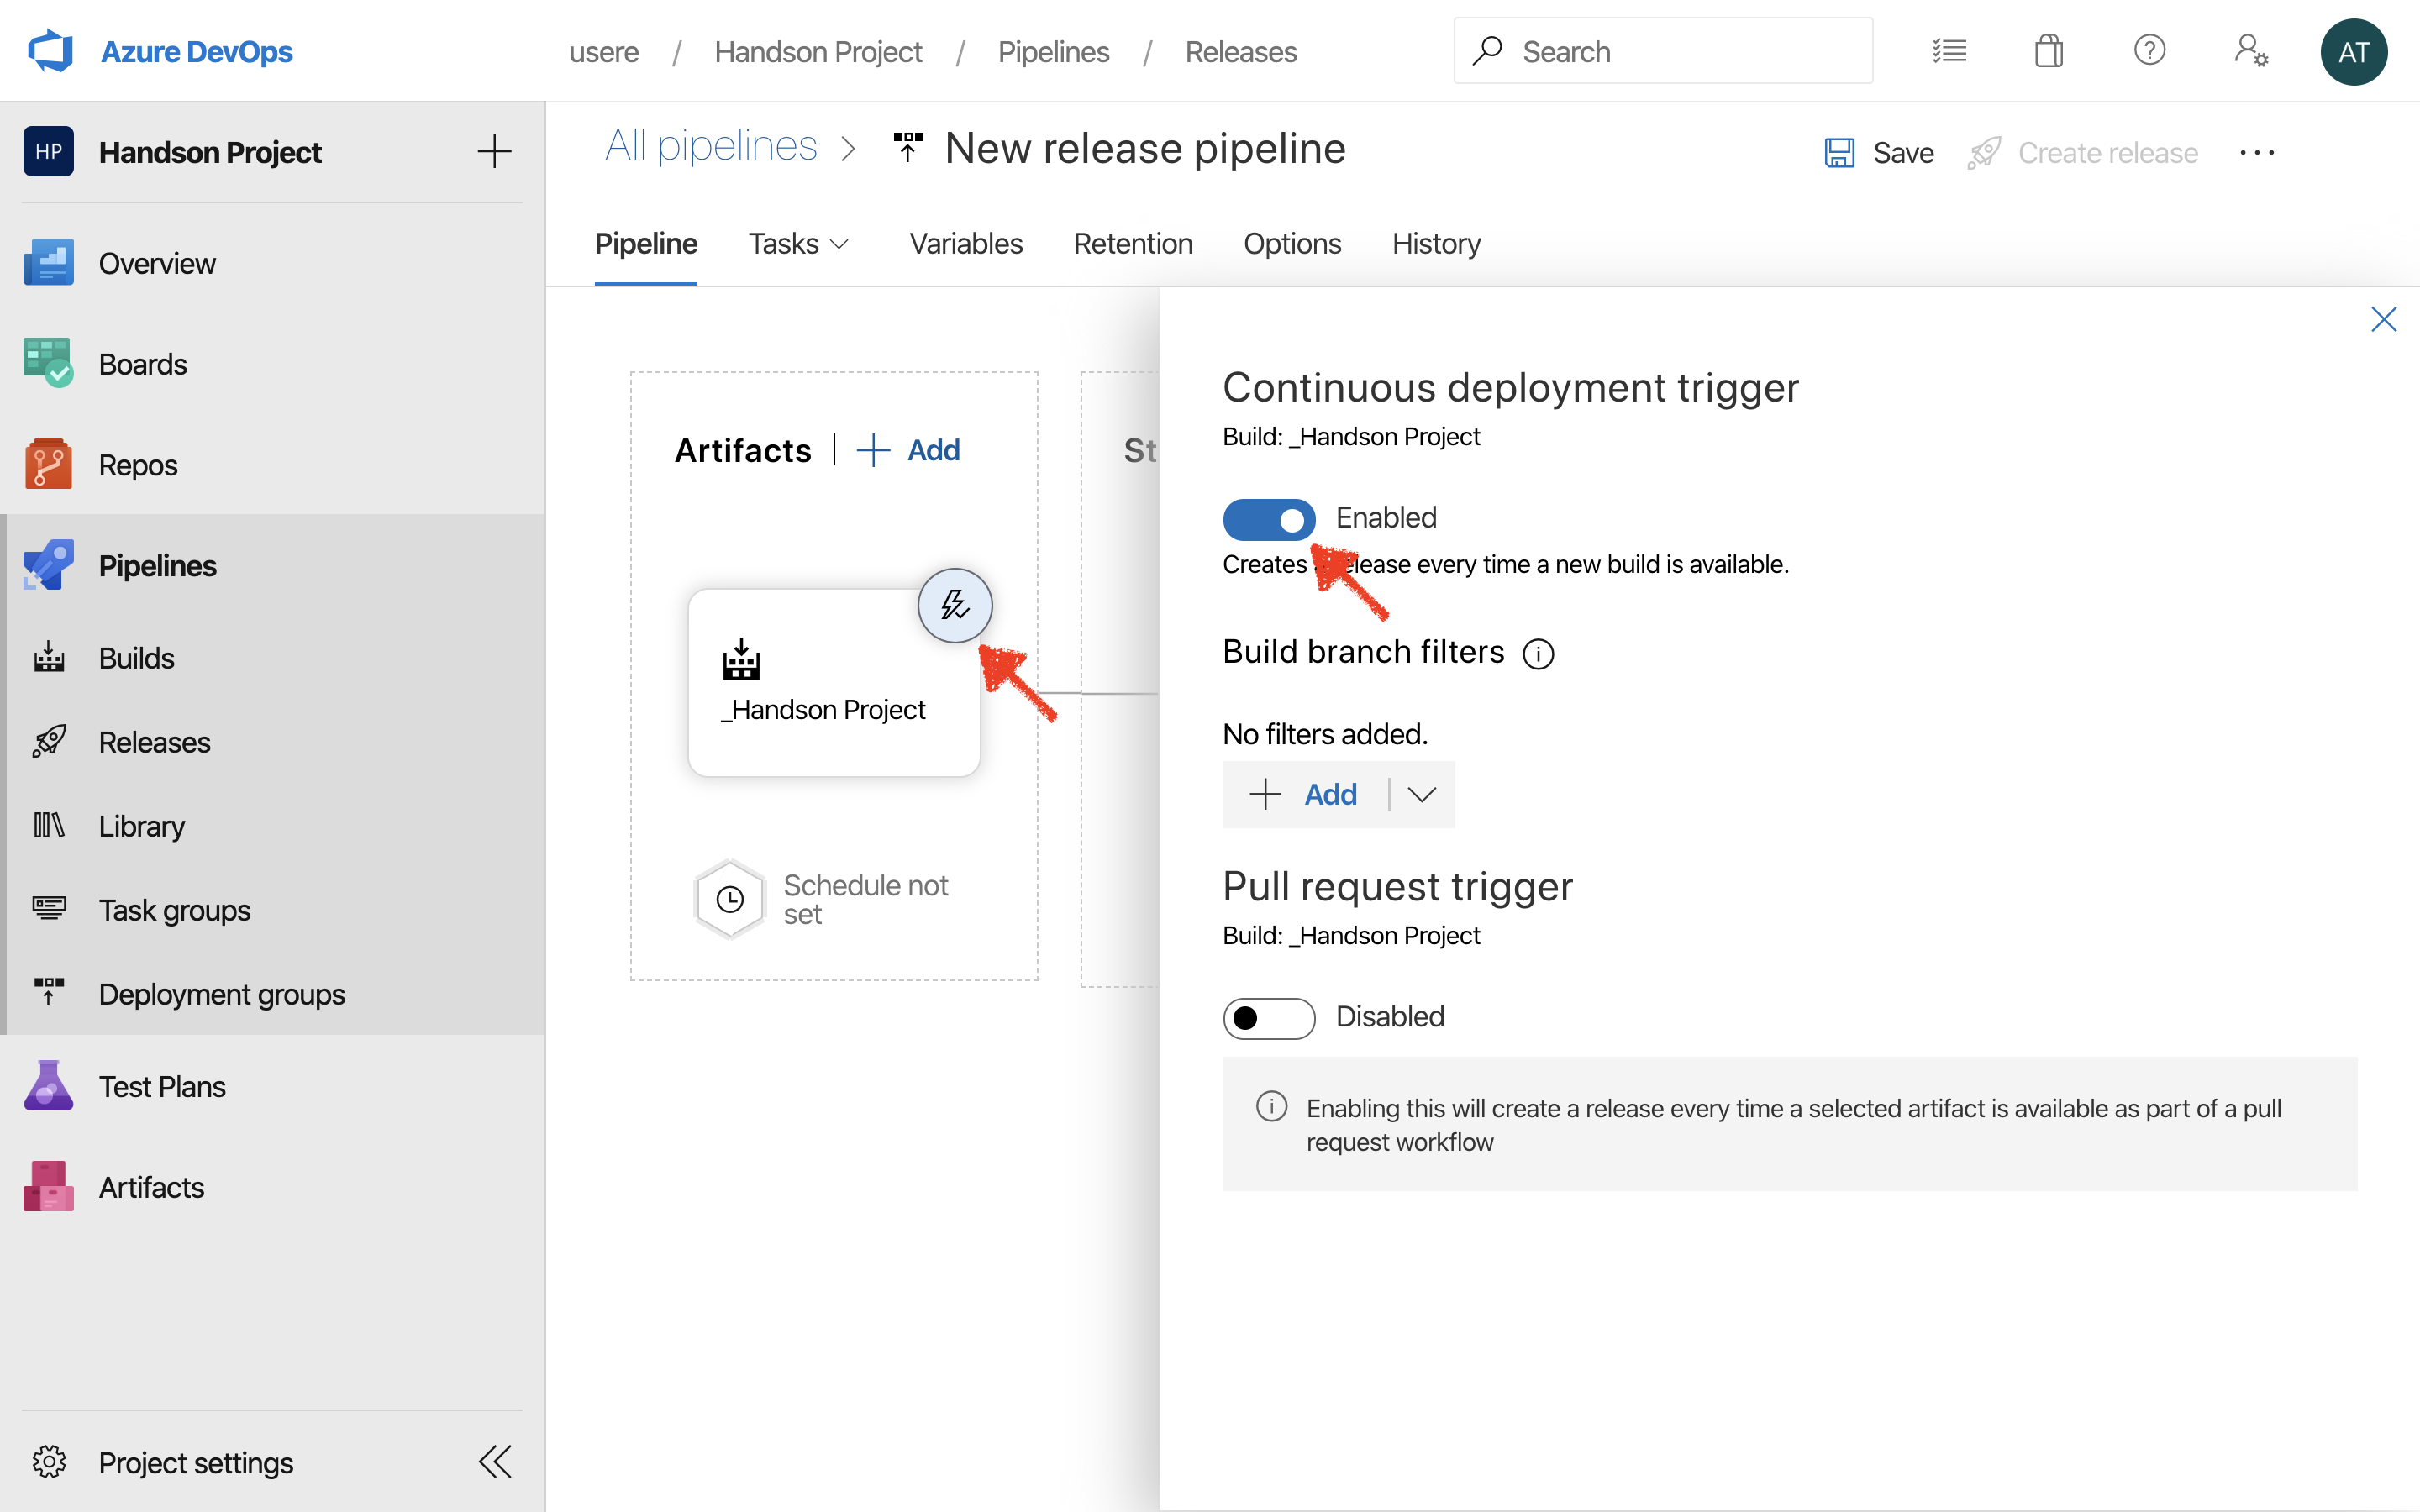 Azure DevOps
usere / Handson Project / Pipelines / Releases
Search
AT
HP
Handson Project
Overview
Boards
Repos
Pipelines
Builds
Releases
Library
Task groups
Deployment groups
Test Plans
Artifacts
Project settings
All pipelines > New release pipeline
Save
Create release
Pipeline
Tasks
Variables
Retention
Options
History
Artifacts | + Add
_Handson Project
Schedule not
set
St
Continuous deployment trigger
Build: _Handson Project
Enabled
Creates release every time a new build is available.
Build branch filters
No filters added.
+ Add
Pull request trigger
Build: _Handson Project
Disabled
Enabling this will create a release every time a selected artifact is available as part of a pull
request workflow